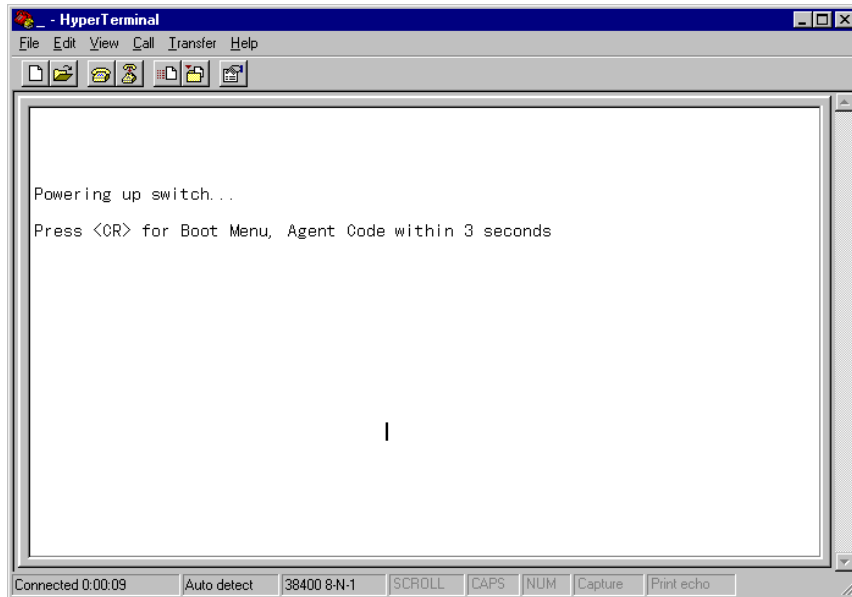 _ - HyperTerminal
File Edit View Call Transfer Help
Powering up switch...
Press <CR> for Boot Menu, Agent Code within 3 seconds
Connected 0:00:09 Auto detect 38400 8-N-1 SCROLL CAPS NUM Capture Print echo